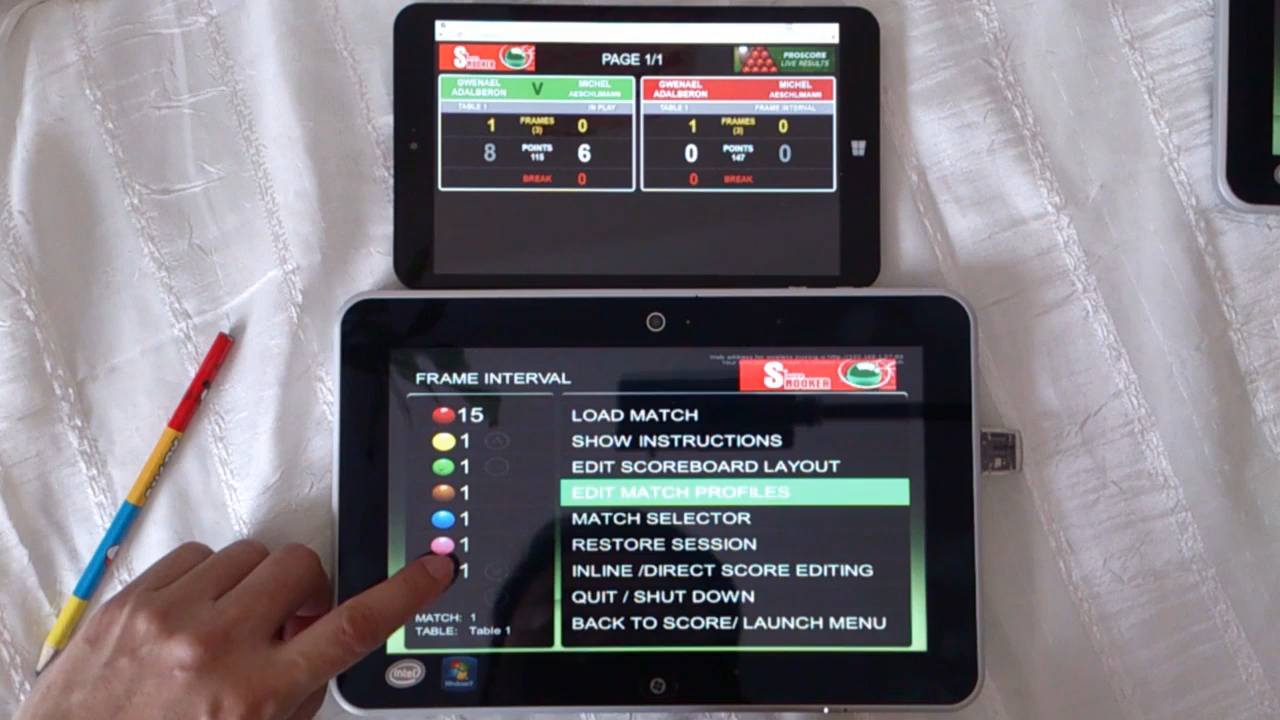 SNOOKER
PAGE 1/1
PROSCORE
LIVE RESULTS
GWENAEL
ADALBERON
V
MICHEL
AESCHLIMANN
TABLE 1
IN PLAY
1
FRAMES
(3)
0
8
POINTS
115
6
BREAK
0
GWENAEL
ADALBERON
MICHEL
AESCHLIMANN
TABLE 1
FRAME INTERVAL
1
FRAMES
(3)
0
0
POINTS
147
0
0
BREAK
FRAME INTERVAL
SNOOKER
15
LOAD MATCH
1
SHOW INSTRUCTIONS
1
EDIT SCOREBOARD LAYOUT
1
EDIT MATCH PROFILES
1
MATCH SELECTOR
1
RESTORE SESSION
1
INLINE /DIRECT SCORE EDITING
QUIT / SHUT DOWN
BACK TO SCORE/ LAUNCH MENU
MATCH: 1
TABLE: Table 1
intel
Windows 7